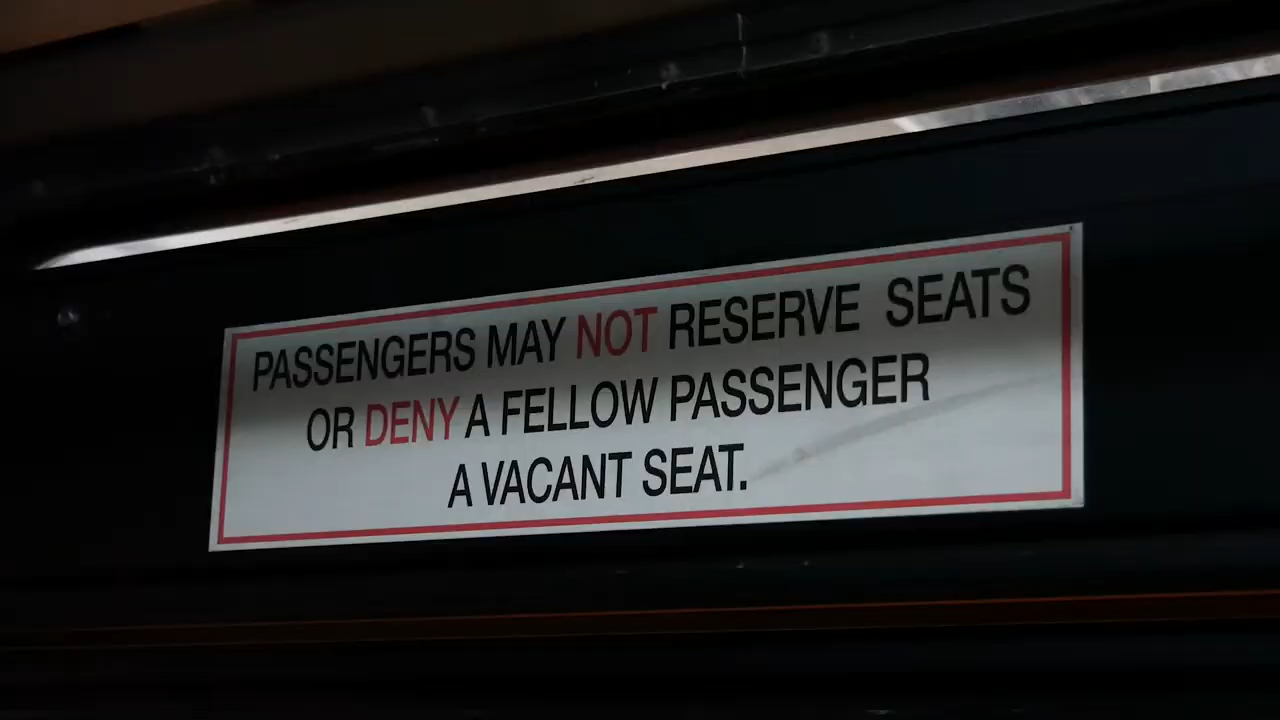 PASSENGERS MAY NOT RESERVE SEATS
OR DENY A FELLOW PASSENGER
A VACANT SEAT.